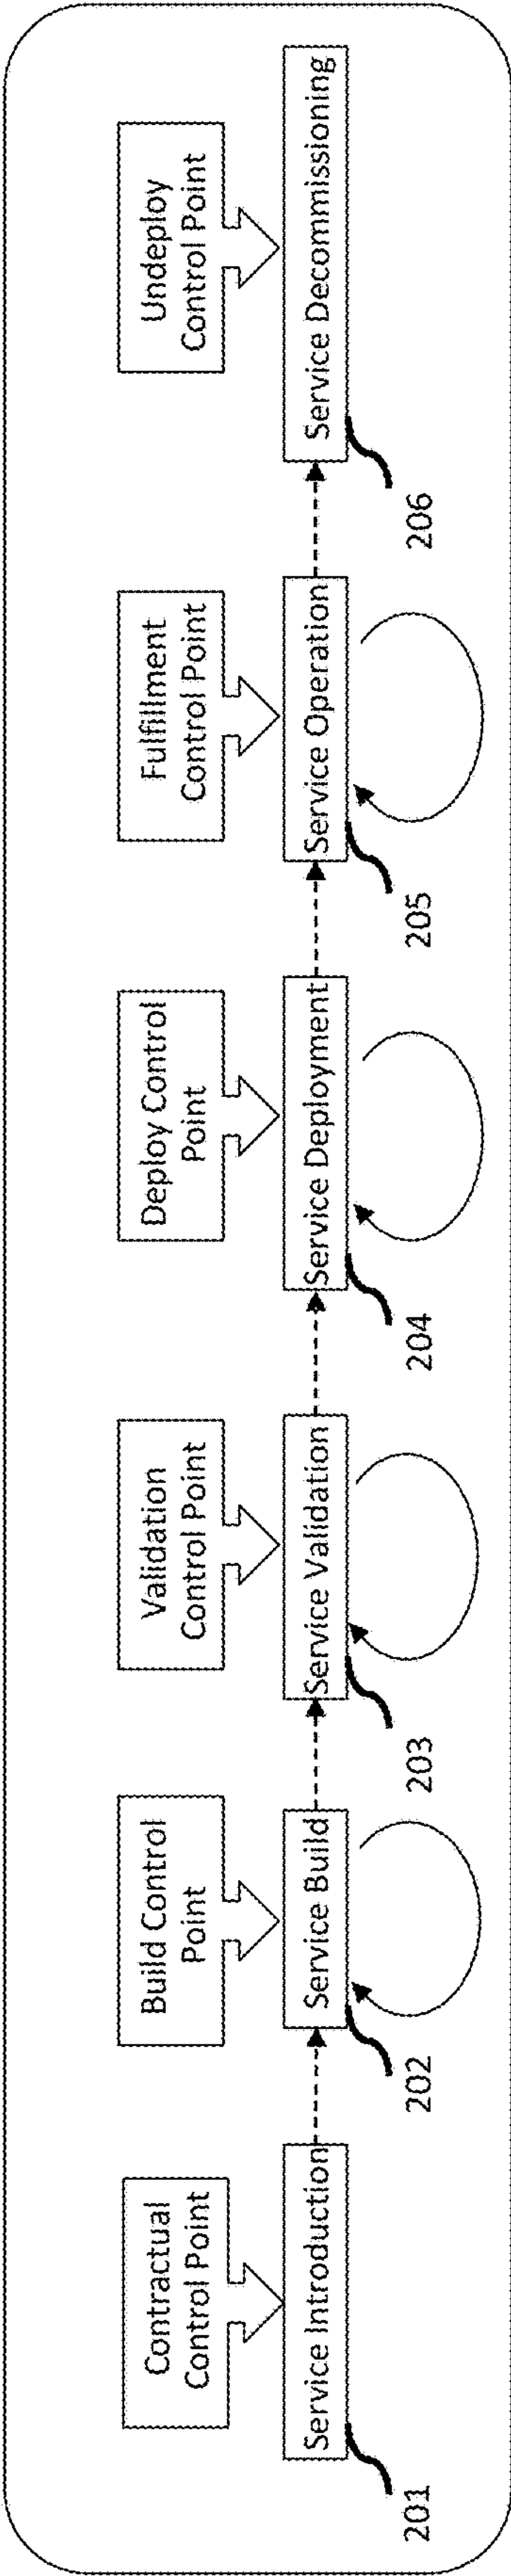 Contractual
Control Point
Build Control
Point
Validation
Control Point
Deploy Control
Point
Fulfillment
Control Point
Undeploy
Control Point
Service Introduction
Service Build
Service Validation
Service Deployment
Service Operation
Service Decommissioning
201
202
203
204
205
206